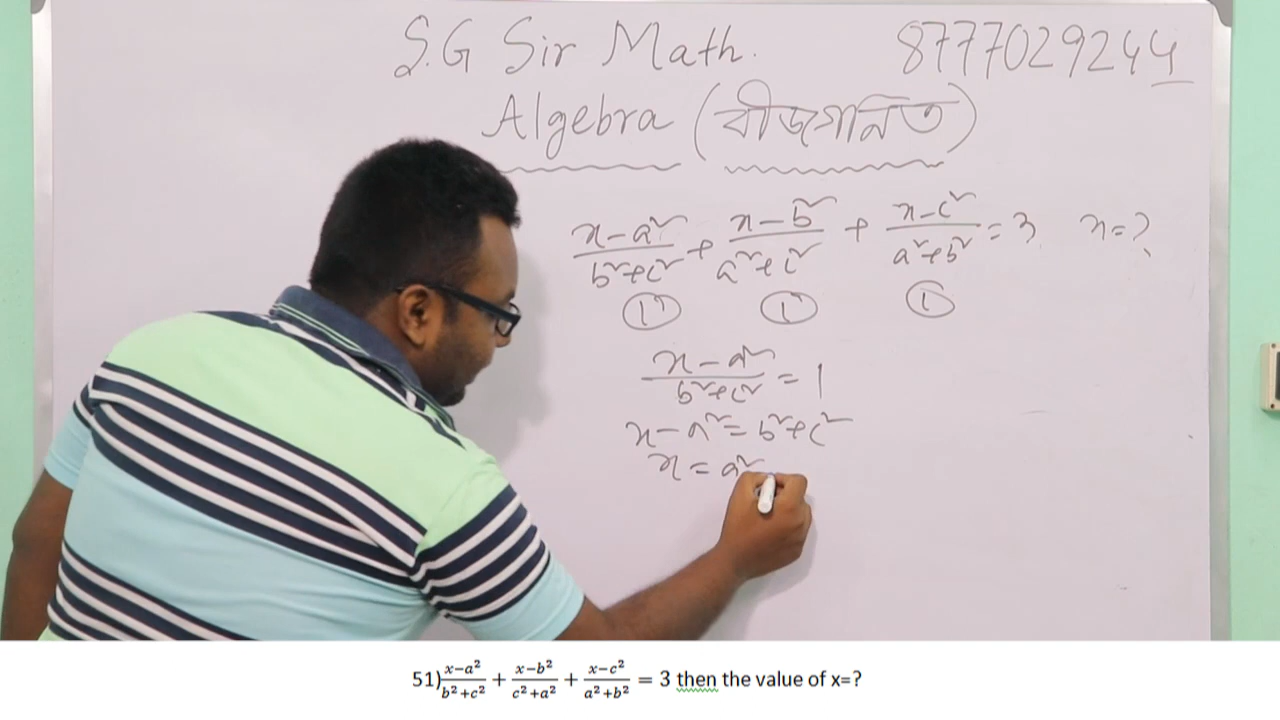 S.G Sir Math. 8777029244
Algebra (বীজগনিত)
x-a²/b²+c² + x-b²/a²+c² + x-c²/a²+b² = 3 x=?
① ① ①
x-a²/b²+c² = 1
x-a² = b²+c²
x = a²
51) x-a²/b²+c² + x-b²/c²+a² + x-c²/a²+b² = 3 then the value of x=?